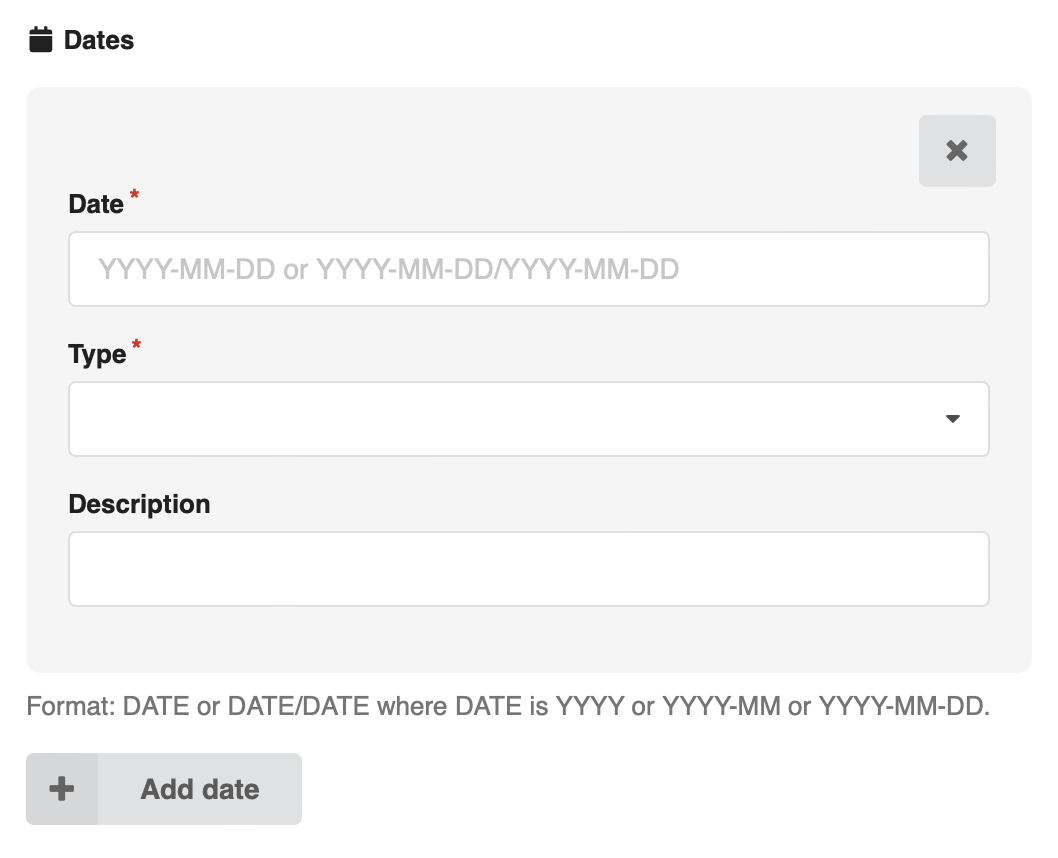 Dates
Date *
YYYY-MM-DD or YYYY-MM-DD/YYYY-MM-DD
Type *
Description
Format: DATE or DATE/DATE where DATE is YYYY or YYYY-MM or YYYY-MM-DD.
Add date